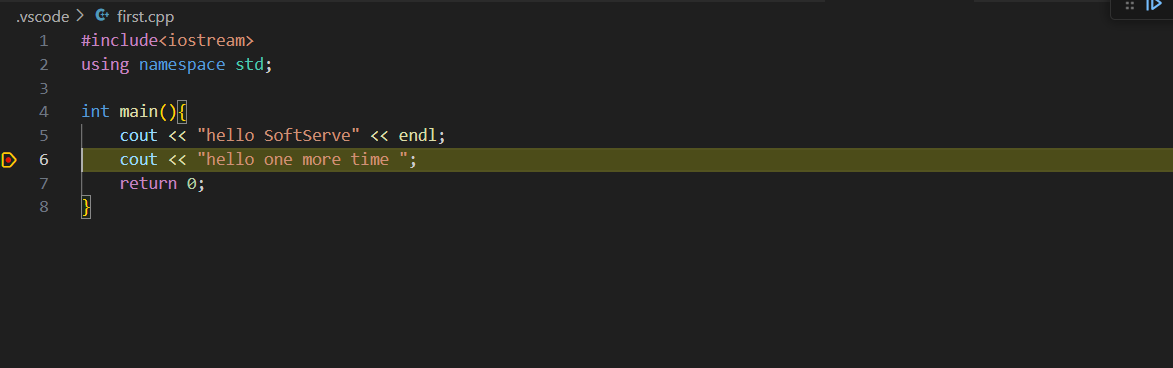 .vscode > first.cpp
1 #include<iostream>
2 using namespace std;
3
4 int main(){
5     cout << "hello SoftServe" << endl;
6     cout << "hello one more time ";
7     return 0;
8 }